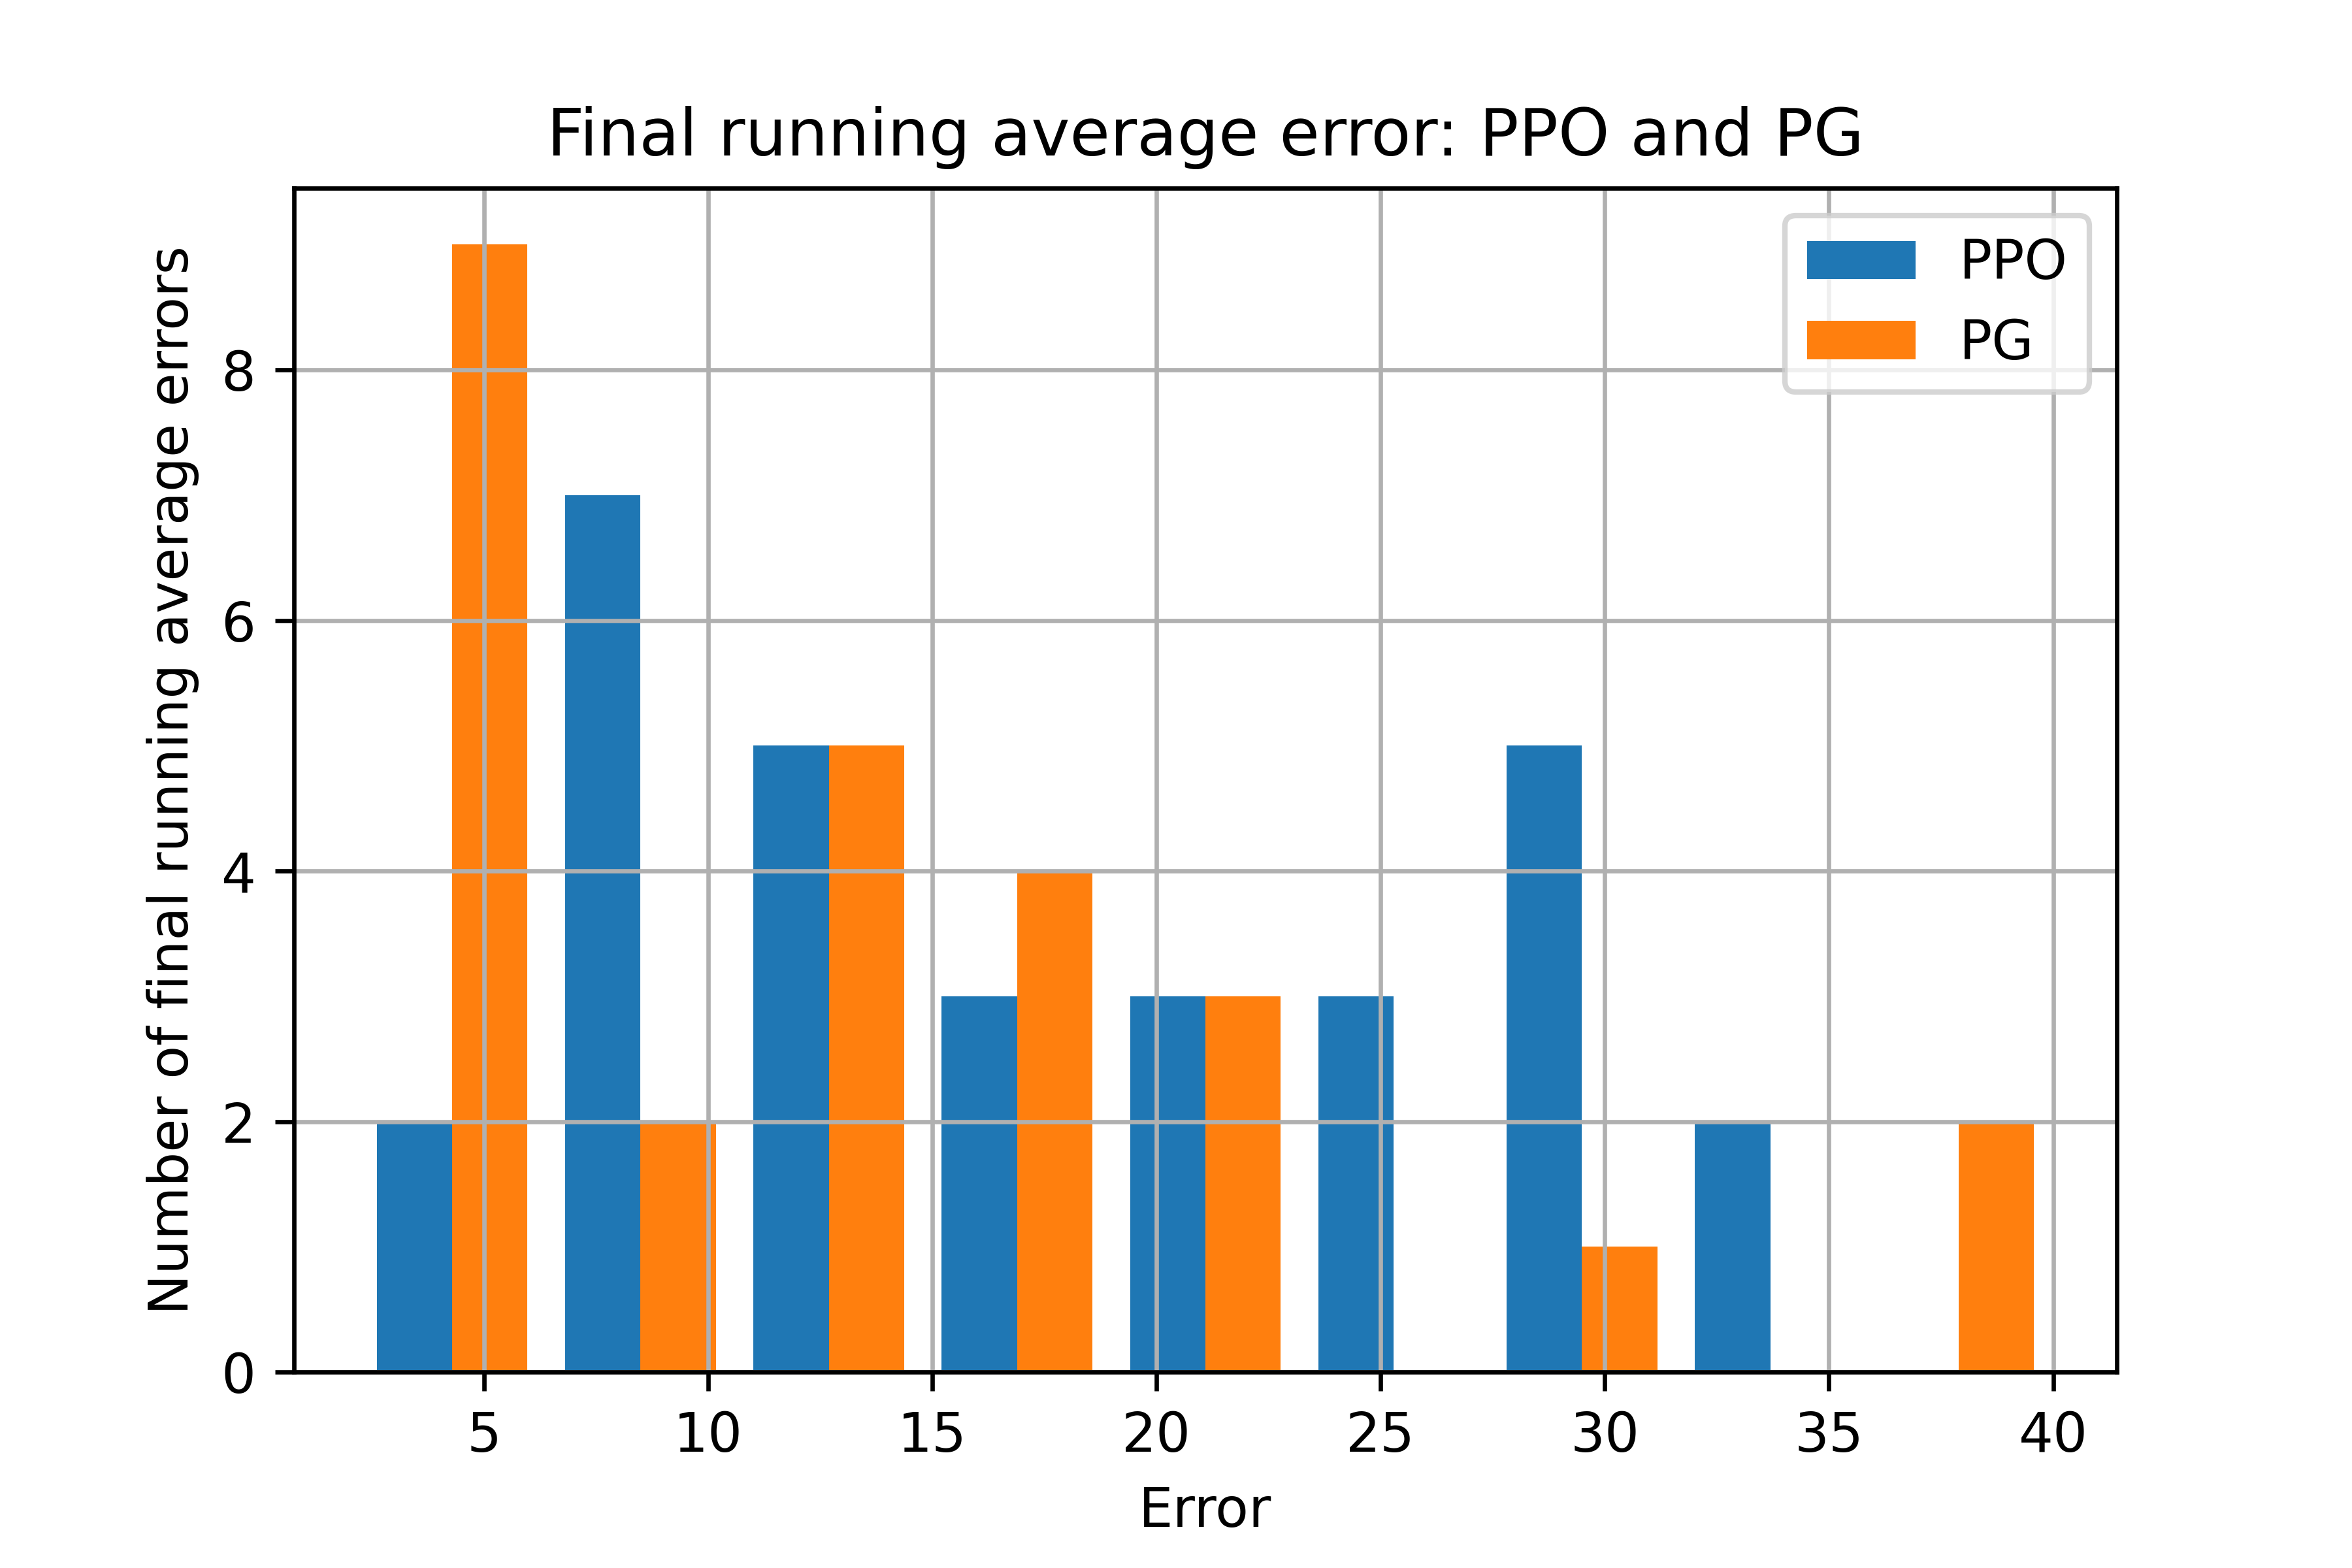 Final running average error: PPO and PG
PPO
PG
Number of final running average errors
8
6
4
2
0
5 10 15 20 25 30 35 40
Error